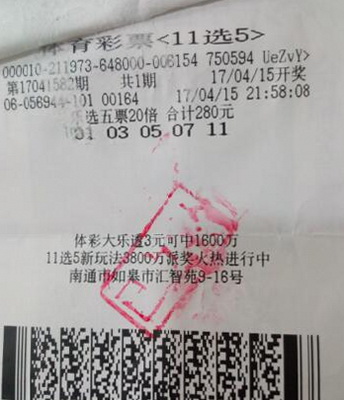 体育彩票<11选5>
000010-211973-648000-006154 750594 UeZvY>
第17041582期 共1期 17/04/15开奖
06-056944-101 00164 17/04/15 21:58:08
乐选五票20倍 合计280元
01 03 05 07 11
体彩大乐透3元可中1600万
11选5新玩法3800万派奖火热进行中
南通市如皋市汇智苑9-16号